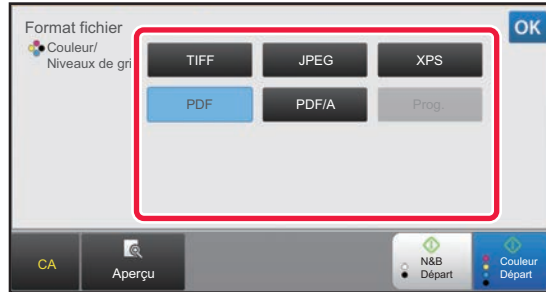 Format fichier
OK
Couleur/
Niveaux de gri
TIFF
JPEG
XPS
PDF
PDF/A
Prog.
CA
Aperçu
N&B
Départ
Couleur
Départ